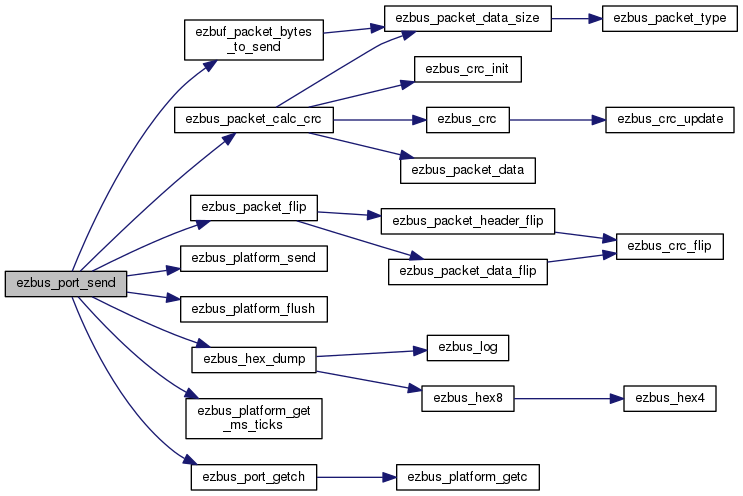 ezbus_port_send
ezbuf_packet_bytes
_to_send
ezbus_packet_calc_crc
ezbus_packet_flip
ezbus_platform_send
ezbus_platform_flush
ezbus_hex_dump
ezbus_platform_get
_ms_ticks
ezbus_port_getch
ezbus_packet_data_size
ezbus_crc_init
ezbus_crc
ezbus_packet_data
ezbus_packet_header_flip
ezbus_packet_data_flip
ezbus_log
ezbus_hex8
ezbus_platform_getc
ezbus_packet_type
ezbus_crc_update
ezbus_crc_flip
ezbus_hex4